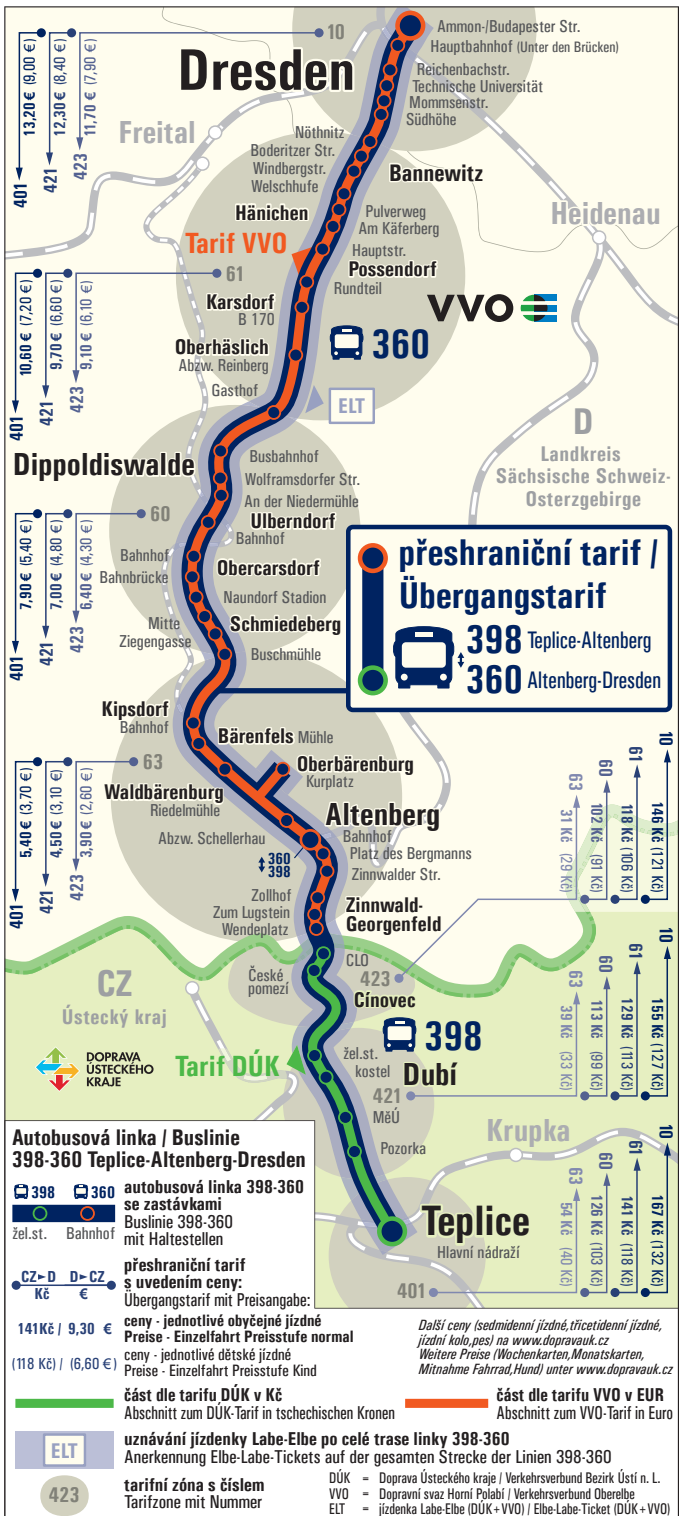 Ammon-/Budapester Str.
Hauptbahnhof (Unter den Brücken)
Reichenbachstr.
Technische Universität
Mommsenstr.
Südhöhe
10
Dresden
13,20 € (9,00 €)
12,30 € (8,40 €)
11,70 € (7,90 €)
401
421
423
Freital
Nöthnitz
Boderitzer Str.
Windbergstr.
Welschhufe
Bannewitz
Hänichen
Pulverweg
Am Käferberg
Heidenau
Tarif VVO
Hauptstr.
Possendorf
Rundteil
61
Karsdorf
B 170
VVO
360
Oberhäslich
Abzw. Reinberg
Gasthof
ELT
10,60 € (7,20 €)
9,70 € (6,60 €)
9,10 € (6,10 €)
401
421
423
D
Landkreis
Sächsische Schweiz-
Osterzgebirge
Dippoldiswalde
Busbahnhof
Wolframsdorfer Str.
An der Niedermühle
60
Ulberndorf
Bahnhof
Bahnhof
Bahnbrücke
Obercarsdorf
Naundorf Stadion
Mitte
Ziegengasse
Schmiedeberg
Buschmühle
7,90 € (5,40 €)
7,00 € (4,80 €)
6,40 € (4,30 €)
401
421
423
přeshraniční tarif /
Übergangstarif
398 Teplice-Altenberg
360 Altenberg-Dresden
Kipsdorf
Bahnhof
Bärenfels Mühle
63
Oberbärenburg
Kurplatz
Waldbärenburg
Riedelmühle
Altenberg
Abzw. Schellerhau
Bahnhof
Platz des Bergmanns
Zinnwalder Str.
360
398
5,40 € (3,70 €)
4,50 € (3,10 €)
3,90 € (2,60 €)
401
421
423
Zollhof
Zum Lugstein
Wendeplatz
Zinnwald-
Georgenfeld
63
60
61
10
31 Kč (29 Kč)
102 Kč (91 Kč)
118 Kč (106 Kč)
146 Kč (121 Kč)
CLO
České
pomezí
423
Cínovec
CZ
Ústecký kraj
398
63
60
61
10
39 Kč (33 Kč)
113 Kč (99 Kč)
129 Kč (113 Kč)
155 Kč (127 Kč)
DOPRAVA
ÚSTECKÉHO
KRAJE
Tarif DÚK
žel.st.
kostel
Dubí
421
MěÚ
Pozorka
Krupka
63
60
61
10
54 Kč (40 Kč)
126 Kč (103 Kč)
141 Kč (118 Kč)
167 Kč (132 Kč)
Teplice
Hlavní nádraží
401
Autobusová linka / Buslinie
398-360 Teplice-Altenberg-Dresden
398
360
žel.st.
Bahnhof
autobusová linka 398-360
se zastávkami
Buslinie 398-360
mit Haltestellen
CZ►D D►CZ
Kč €
přeshraniční tarif
s uvedením ceny:
Übergangstarif mit Preisangabe:
141Kč / 9,30 €
ceny - jednotlivé obyčejné jízdné
Preise - Einzelfahrt Preisstufe normal
(118 Kč) / (6,60 €)
ceny - jednotlivé dětské jízdné
Preise - Einzelfahrt Preisstufe Kind
Další ceny (sedmidenní jízdné,třicetidenní jízdné,
jízdní kolo,pes) na www.dopravauk.cz
Weitere Preise (Wochenkarten,Monatskarten,
Mitnahme Fahrrad,Hund) unter www.dopravauk.cz
část dle tarifu DÚK v Kč
Abschnitt zum DÚK-Tarif in tschechischen Kronen
část dle tarifu VVO v EUR
Abschnitt zum VVO-Tarif in Euro
ELT
uznávání jízdenky Labe-Elbe po celé trase linky 398-360
Anerkennung Elbe-Labe-Tickets auf der gesamten Strecke der Linien 398-360
423
tarifní zóna s číslem
Tarifzone mit Nummer
DÚK = Doprava Ústeckého kraje / Verkehrsverbund Bezirk Ústí n. L.
VVO = Dopravní svaz Horní Polabí / Verkehrsverbund Oberelbe
ELT = jízdenka Labe-Elbe (DÚK+VVO) / Elbe-Labe-Ticket (DÚK+VVO)